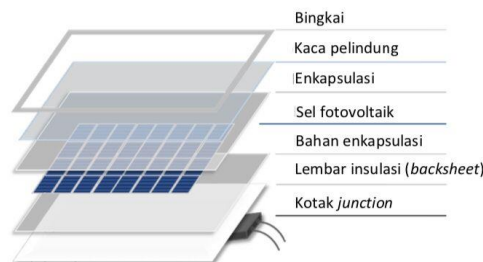 Bingkai
Kaca pelindung
Enkapsulasi
Sel fotovoltaik
Bahan enkapsulasi
Lembar insulasi (backsheet)
Kotak junction